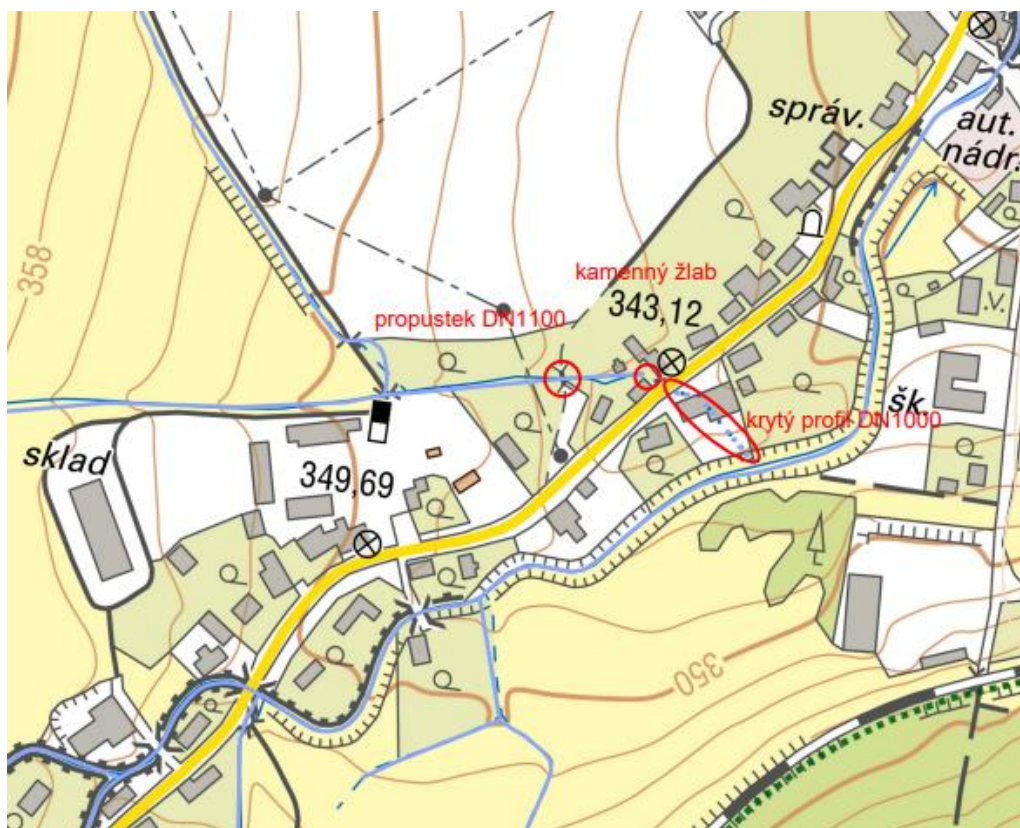 správ.
aut.
nádr.
358
kamenný žlab
343,12
propustek DN1100
V.
šk.
krytý profil DN1000
sklad
349,69
350